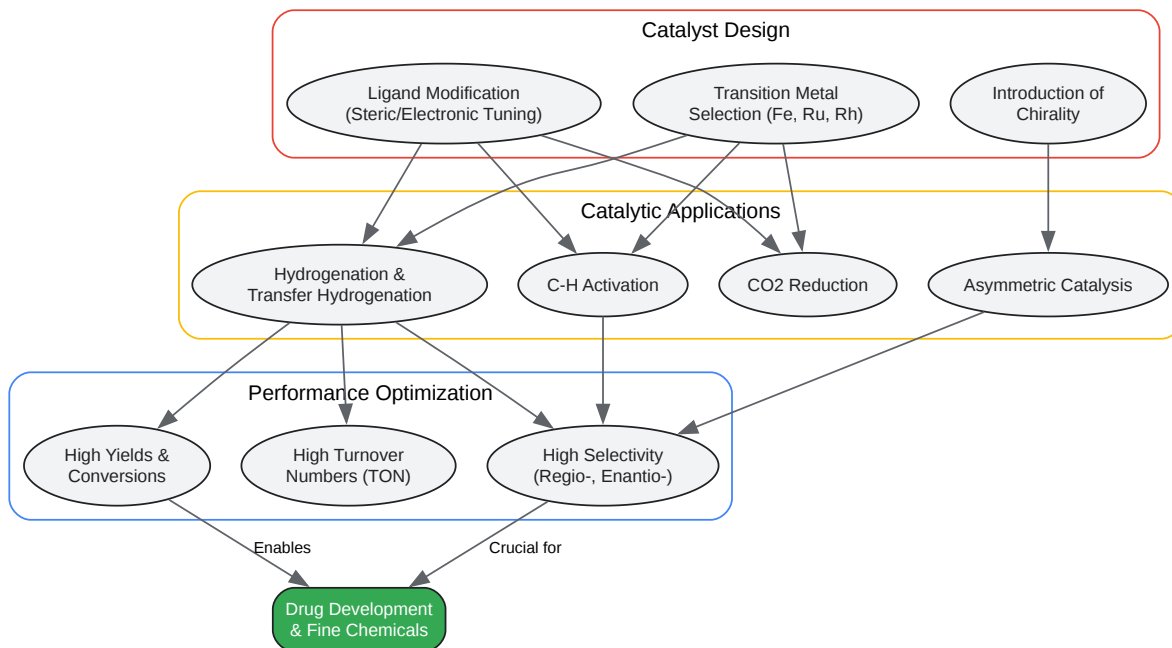 Catalyst Design
Ligand Modification
(Steric/Electronic Tuning)
Transition Metal
Selection (Fe, Ru, Rh)
Introduction of
Chirality
Catalytic Applications
Hydrogenation &
Transfer Hydrogenation
C-H Activation
CO2 Reduction
Asymmetric Catalysis
Performance Optimization
High Yields &
Conversions
High Turnover
Numbers (TON)
High Selectivity
(Regio-, Enantio-)
Enables
Crucial for
Drug Development
& Fine Chemicals